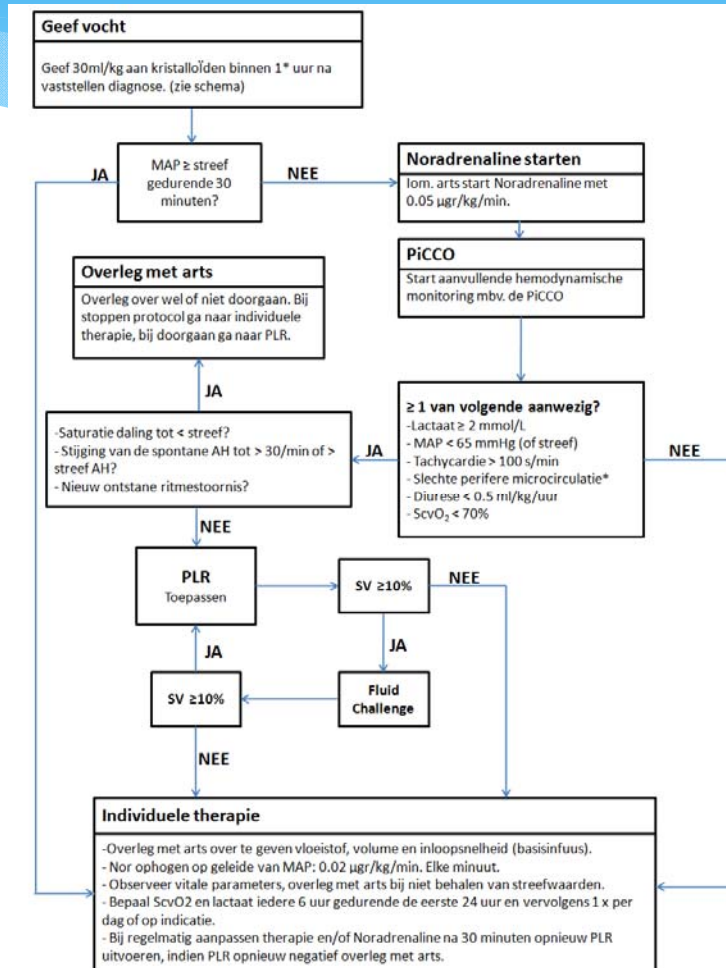 Geef vocht
Geef 30ml/kg aan kristalloïden binnen 1* uur na
vaststellen diagnose. (zie schema)
JA
MAP ≥ streef
gedurende 30
minuten?
NEE
Noradrenaline starten
Iom. arts start Noradrenaline met
0.05 µgr/kg/min.
PiCCO
Start aanvullende hemodynamische
monitoring mbv. de PiCCO
Overleg met arts
Overleg over wel of niet doorgaan. Bij
stoppen protocol ga naar individuele
therapie, bij doorgaan ga naar PLR.
JA
≥ 1 van volgende aanwezig?
-Lactaat ≥ 2 mmol/L
- MAP < 65 mmHg (of streef)
- Tachycardie > 100 s/min
- Slechte perifere microcirculatie*
- Diurese < 0.5 ml/kg/uur
- ScvO₂ < 70%
JA
NEE
-Saturatie daling tot < streef?
- Stijging van de spontane AH tot > 30/min of >
streef AH?
- Nieuw ontstane ritmestoornis?
NEE
PLR
Toepassen
SV ≥10%
NEE
JA
JA
SV ≥10%
Fluid
Challenge
NEE
Individuele therapie
-Overleg met arts over te geven vloeistof, volume en inloopsnelheid (basisinfuus).
- Nor ophogen op geleide van MAP: 0.02 µgr/kg/min. Elke minuut.
- Observeer vitale parameters, overleg met arts bij niet behalen van streefwaarden.
- Bepaal ScvO2 en lactaat iedere 6 uur gedurende de eerste 24 uur en vervolgens 1 x per
dag of op indicatie.
- Bij regelmatig aanpassen therapie en/of Noradrenaline na 30 minuten opnieuw PLR
uitvoeren, indien PLR opnieuw negatief overleg met arts.